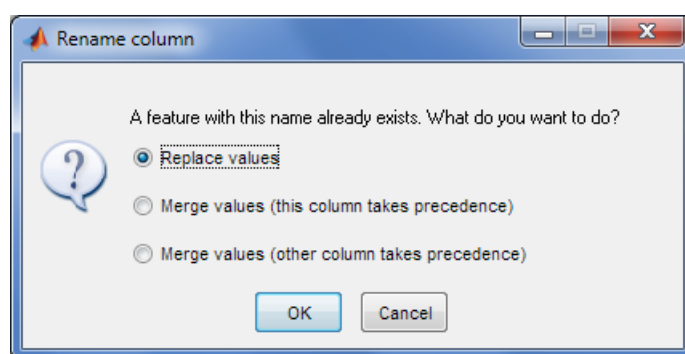 Rename column
A feature with this name already exists. What do you want to do?
Replace values
Merge values (this column takes precedence)
Merge values (other column takes precedence)
OK
Cancel